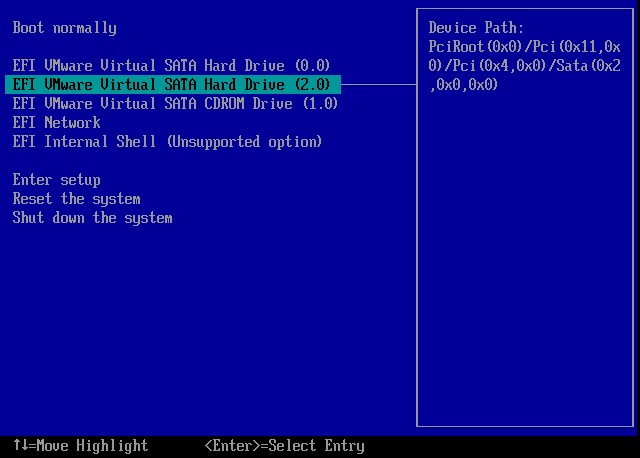 Boot normally
EFI VMware Virtual SATA Hard Drive (0.0)
EFI VMware Virtual SATA Hard Drive (2.0)
EFI VMware Virtual SATA CDROM Drive (1.0)
EFI Network
EFI Internal Shell (Unsupported option)
Enter setup
Reset the system
Shut down the system
Device Path:
PciRoot(0x0)/Pci(0x11,0x
0)/Pci(0x4,0x0)/Sata(0x2
,0x0,0x0)
↑↓=Move Highlight <Enter>=Select Entry